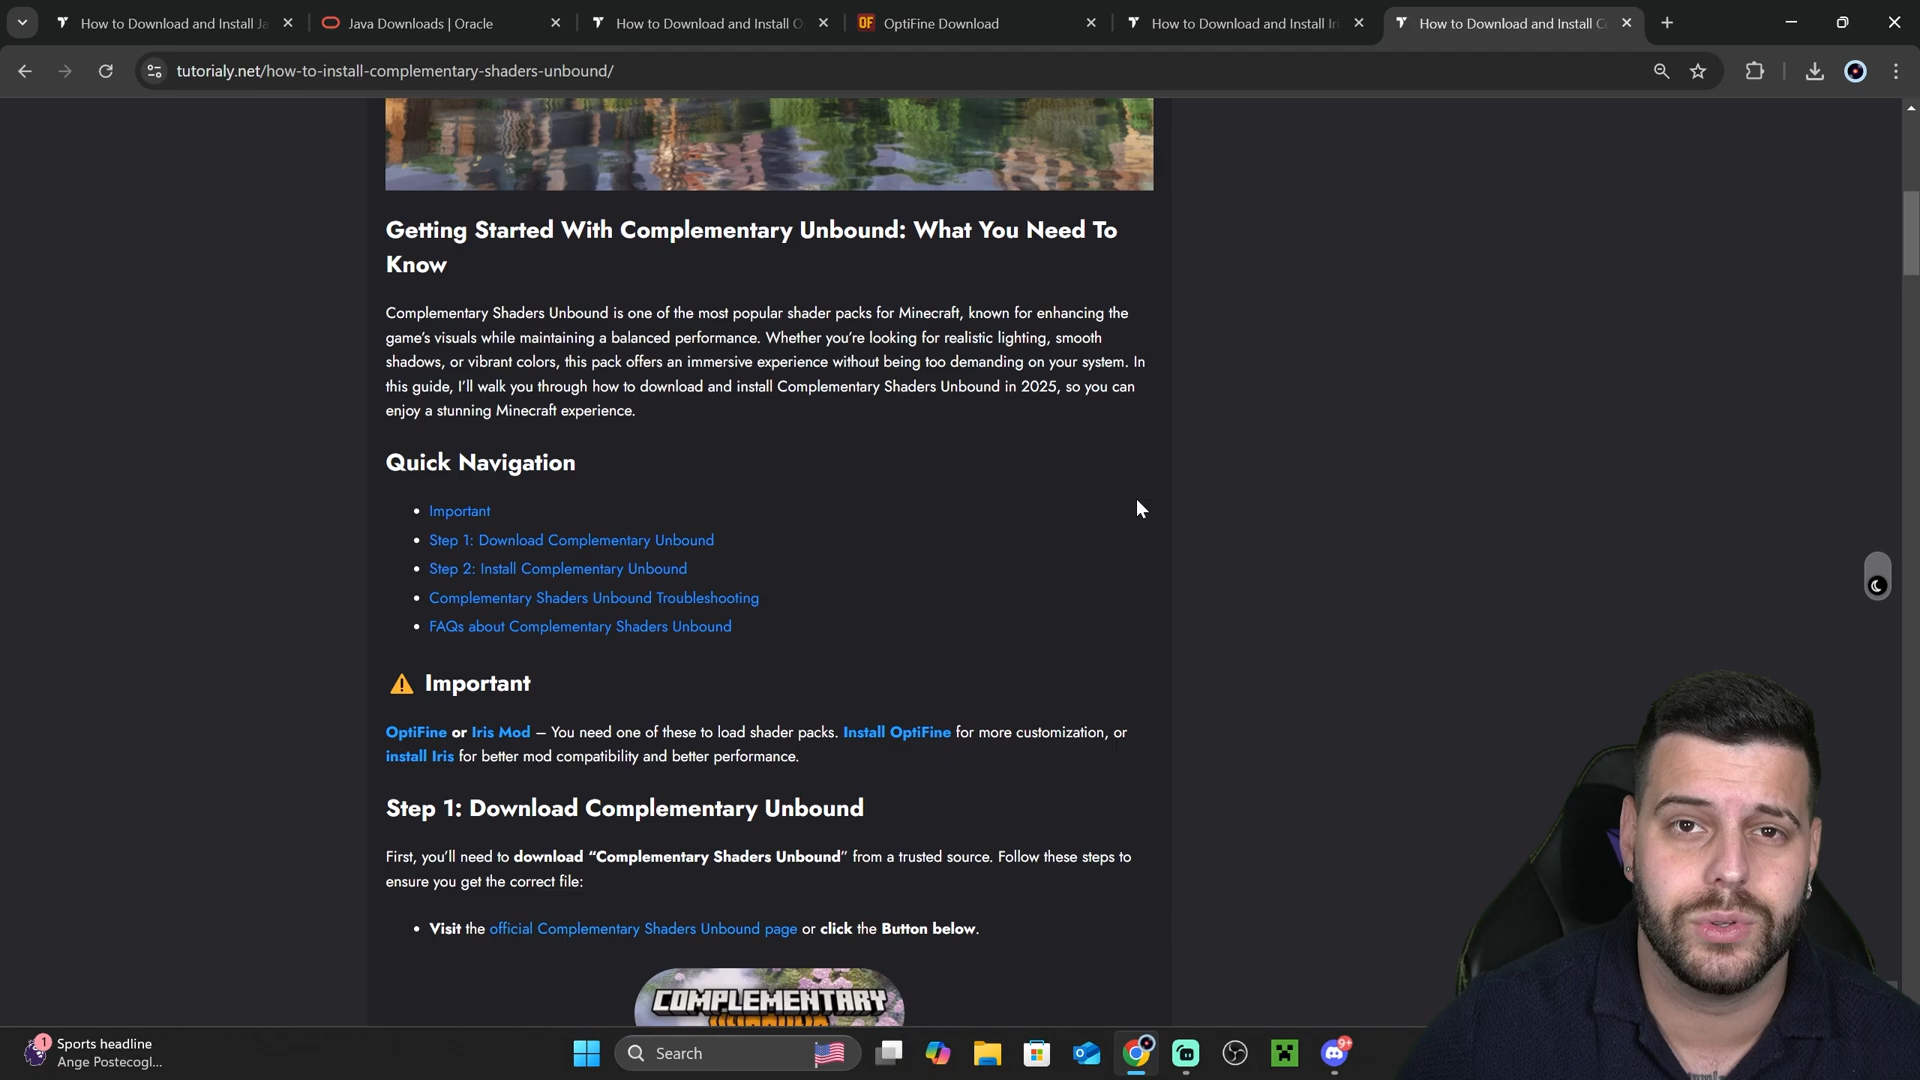 How to Download and Install Ja
Java Downloads | Oracle
How to Download and Install O
OF
OptiFine Download
How to Download and Install Iri
How to Download and Install C
tutorialy.net/how-to-install-complementary-shaders-unbound/
Getting Started With Complementary Unbound: What You Need To
Know
Complementary Shaders Unbound is one of the most popular shader packs for Minecraft, known for enhancing the
game's visuals while maintaining a balanced performance. Whether you're looking for realistic lighting, smooth
shadows, or vibrant colors, this pack offers an immersive experience without being too demanding on your system. In
this guide, I'll walk you through how to download and install Complementary Shaders Unbound in 2025, so you can
enjoy a stunning Minecraft experience.
Quick Navigation
Important
Step 1: Download Complementary Unbound
Step 2: Install Complementary Unbound
Complementary Shaders Unbound Troubleshooting
FAQs about Complementary Shaders Unbound
Important
OptiFine or Iris Mod – You need one of these to load shader packs. Install OptiFine for more customization, or
install Iris for better mod compatibility and better performance.
Step 1: Download Complementary Unbound
First, you'll need to download “Complementary Shaders Unbound” from a trusted source. Follow these steps to
ensure you get the correct file:
Visit the official Complementary Shaders Unbound page or click the Button below.
COMPLEMENTARY
1
Sports headline
Ange Postecogl...
Search
9+